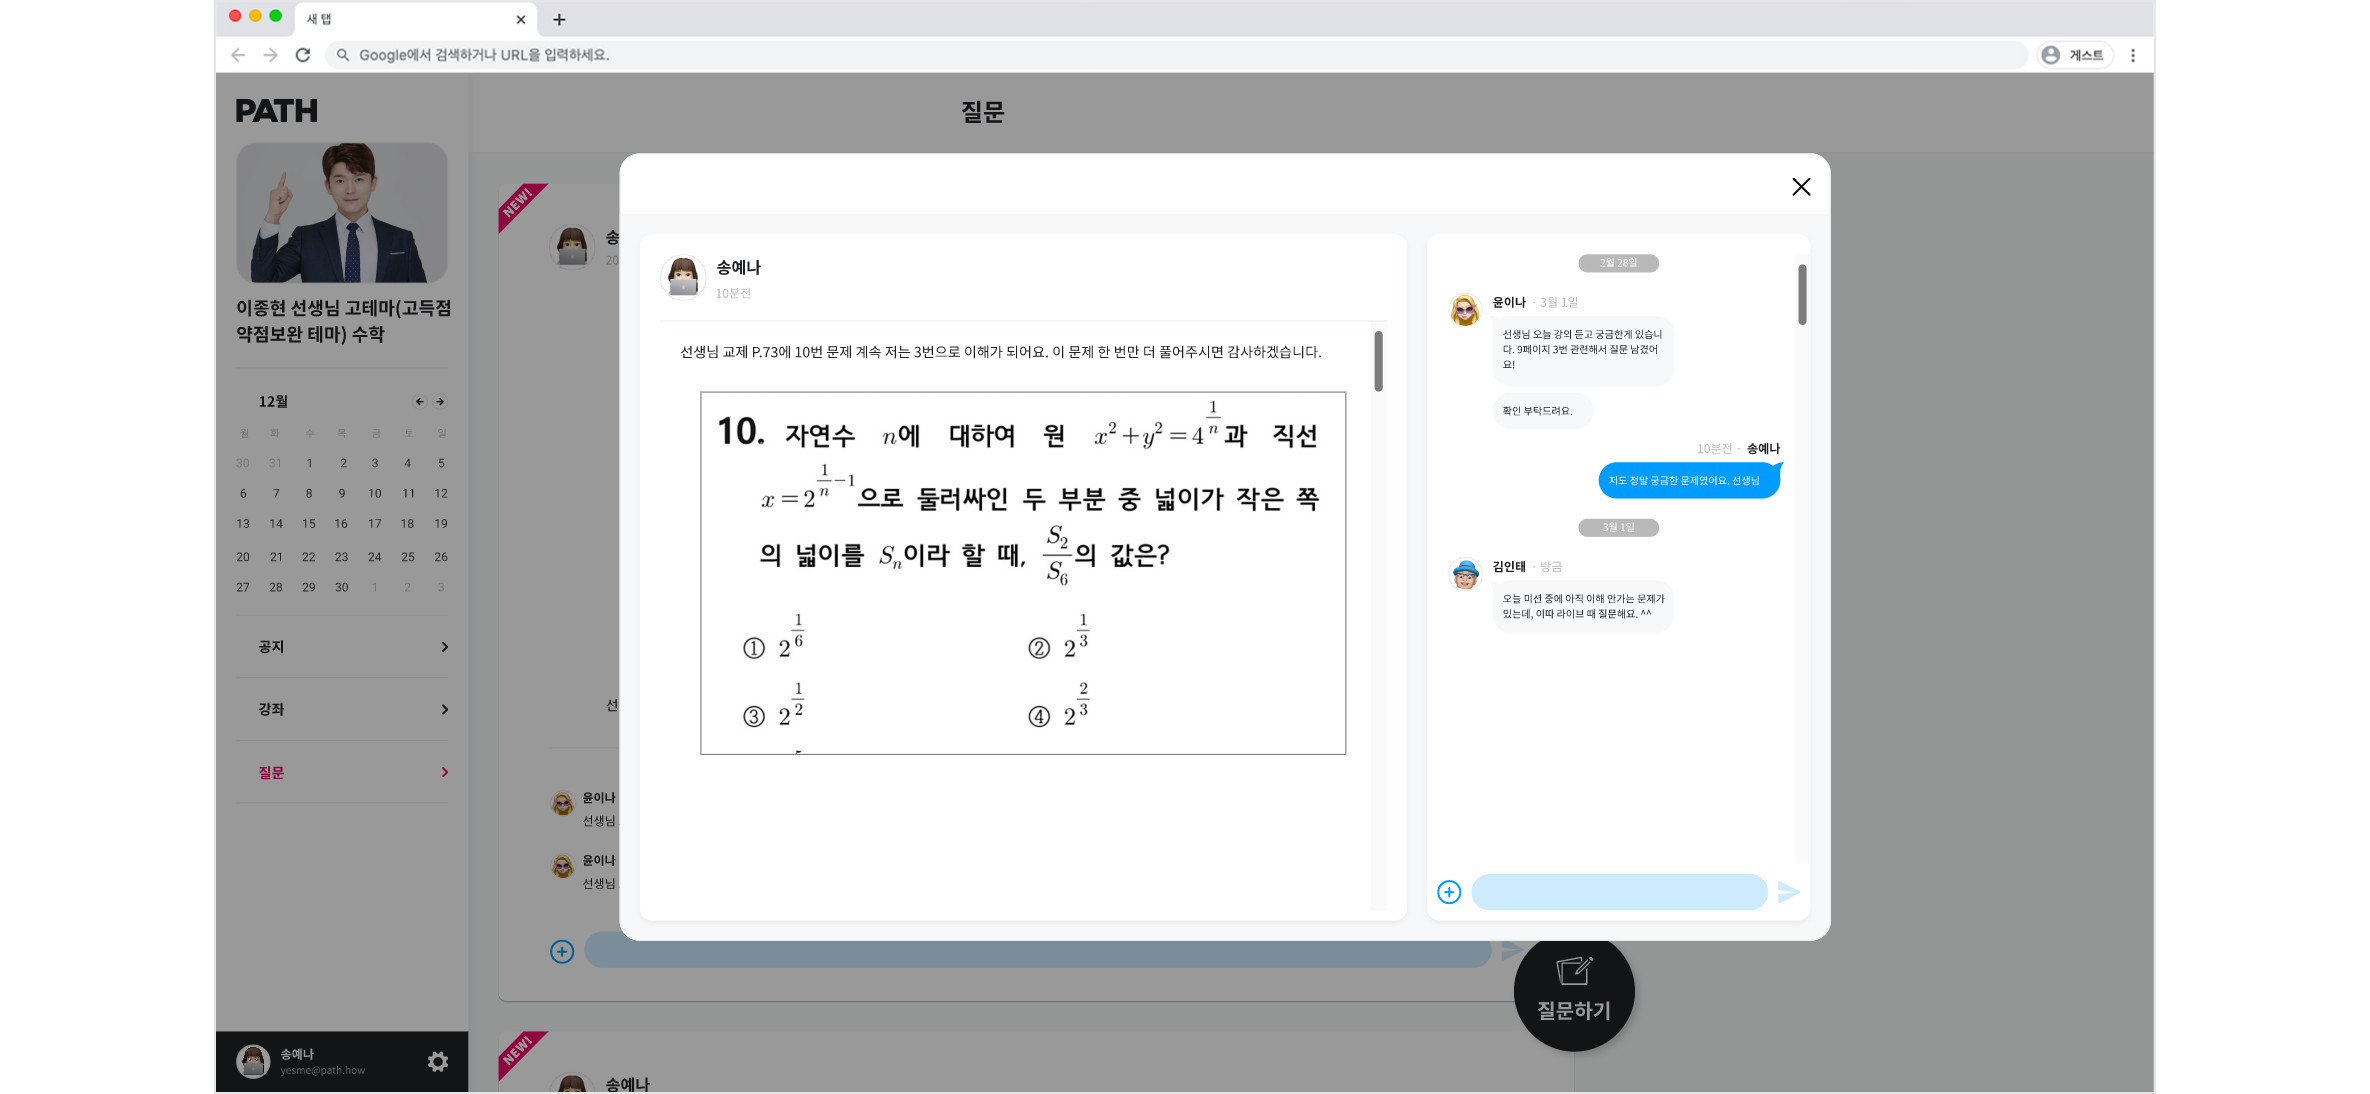 새 탭
Google에서 검색하거나 URL을 입력하세요.
게스트
PATH
질문
이종현 선생님 고테마(고득점
약점보완 테마) 수학
12월
월 화 수 목 금 토 일
30 31 1 2 3 4 5
6 7 8 9 10 11 12
13 14 15 16 17 18 19
20 21 22 23 24 25 26
27 28 29 30 1 2 3
공지
강좌
질문
송예나
yesme@path.how
NEW!
송
20
선
윤이나
선생님
윤이나
선생님
NEW!
송예나
질문하기
송예나
10분전
선생님 교제 P.73에 10번 문제 계속 저는 3번으로 이해가 되어요. 이 문제 한 번만 더 풀어주시면 감사하겠습니다.
10. 자연수 n에 대하여 원 x²+y²=4^(1/n)과 직선
x=2^(1/n−1)으로 둘러싸인 두 부분 중 넓이가 작은 쪽
의 넓이를 Sₙ이라 할 때, S₂/S₆의 값은?
① 2^(1/6) ② 2^(1/3)
③ 2^(1/2) ④ 2^(2/3)
2월 28일
윤이나 · 3월 1일
선생님 오늘 강의 듣고 궁금한게 있습니
다. 9페이지 3번 관련해서 질문 남겼어
요!
확인 부탁드려요.
10분전 · 송예나
저도 정말 궁금한 문제였어요. 선생님
3월 1일
김인태 · 방금
오늘 미션 중에 아직 이해 안가는 문제가
있는데, 이따 라이브 때 질문해요. ^^